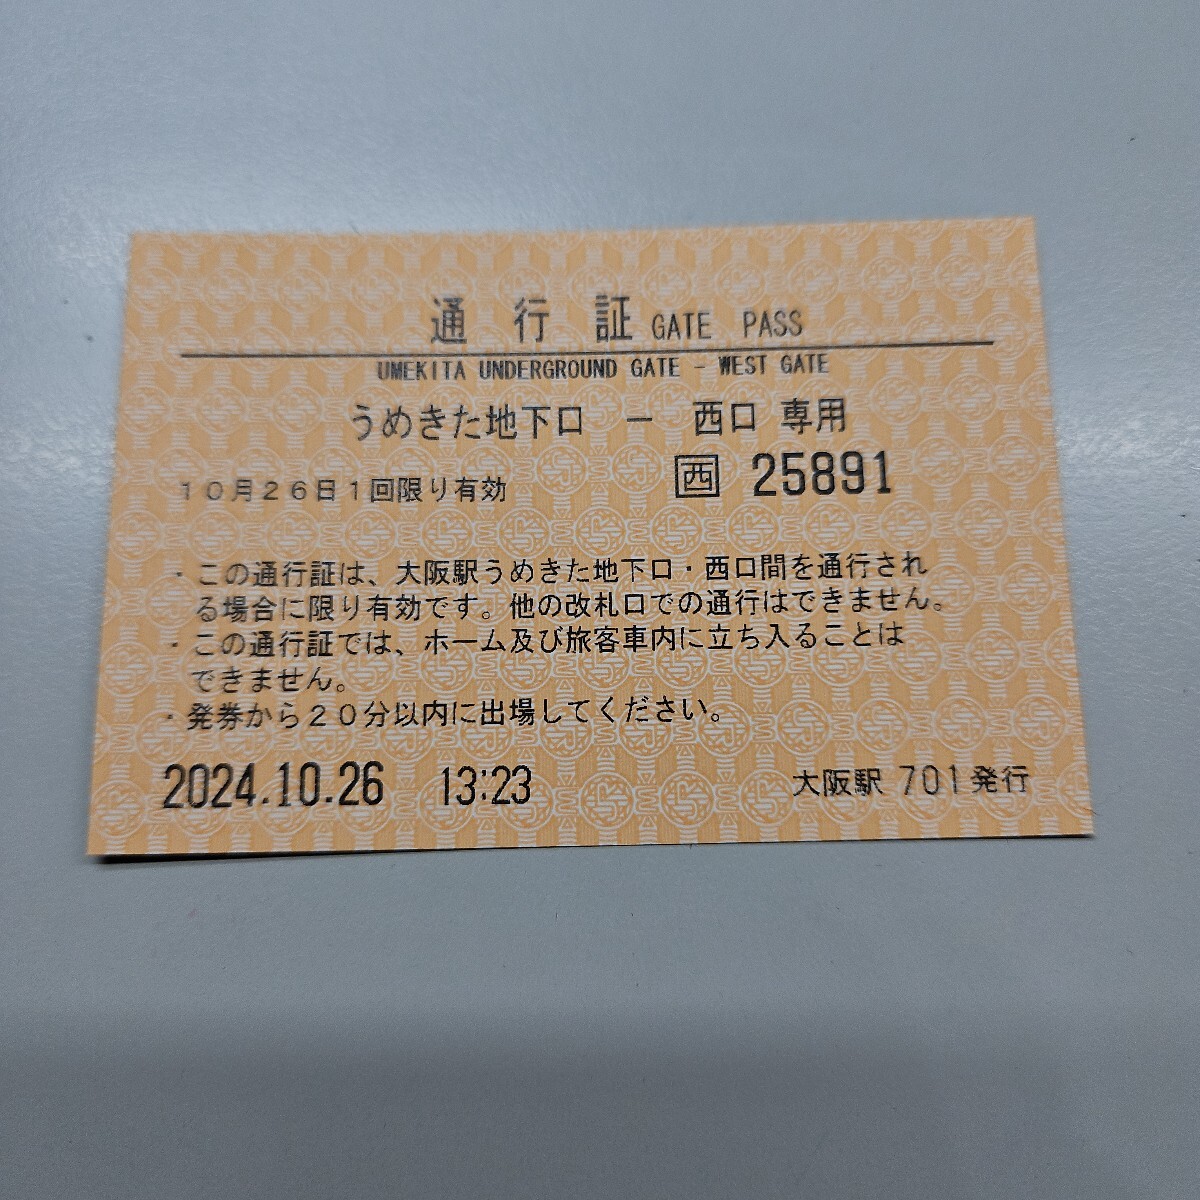 通行証 GATE PASS
UMEKITA UNDERGROUND GATE - WEST GATE
うめきた地下口 － 西口 専用
西 25891
10月26日1回限り有効
・この通行証は、大阪駅うめきた地下口・西口間を通行され
る場合に限り有効です。他の改札口での通行はできません。
・この通行証では、ホーム及び旅客車内に立ち入ることは
できません。
・発券から20分以内に出場してください。
2024.10.26 13:23 大阪駅 701発行